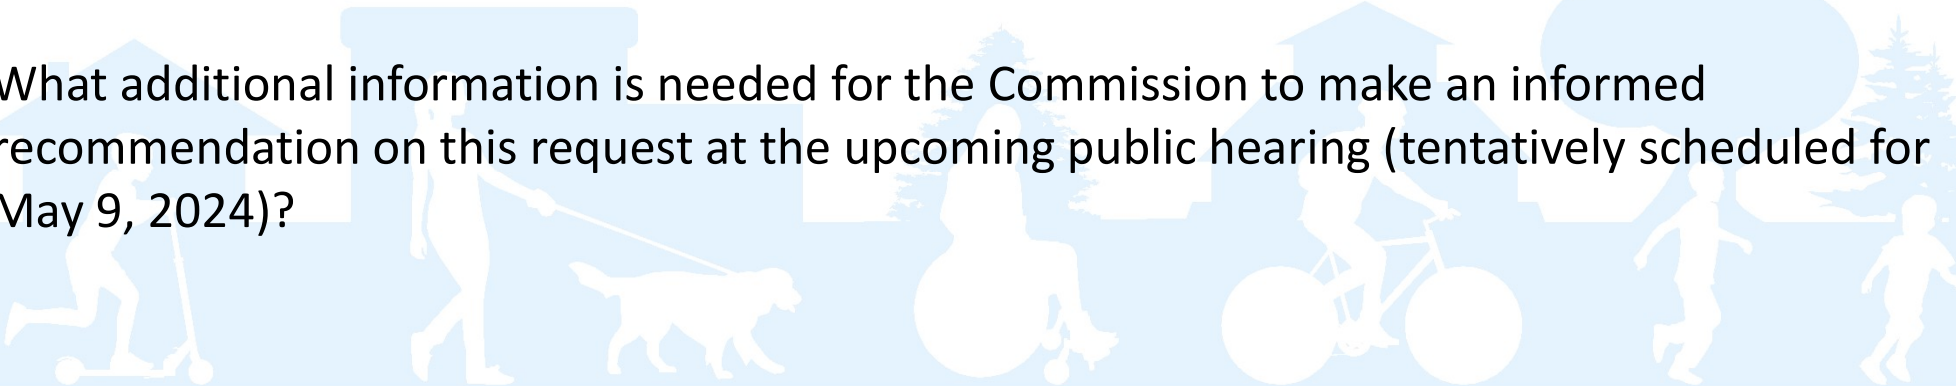 What additional information is needed for the Commission to make an informed
recommendation on this request at the upcoming public hearing (tentatively scheduled for
May 9, 2024)?